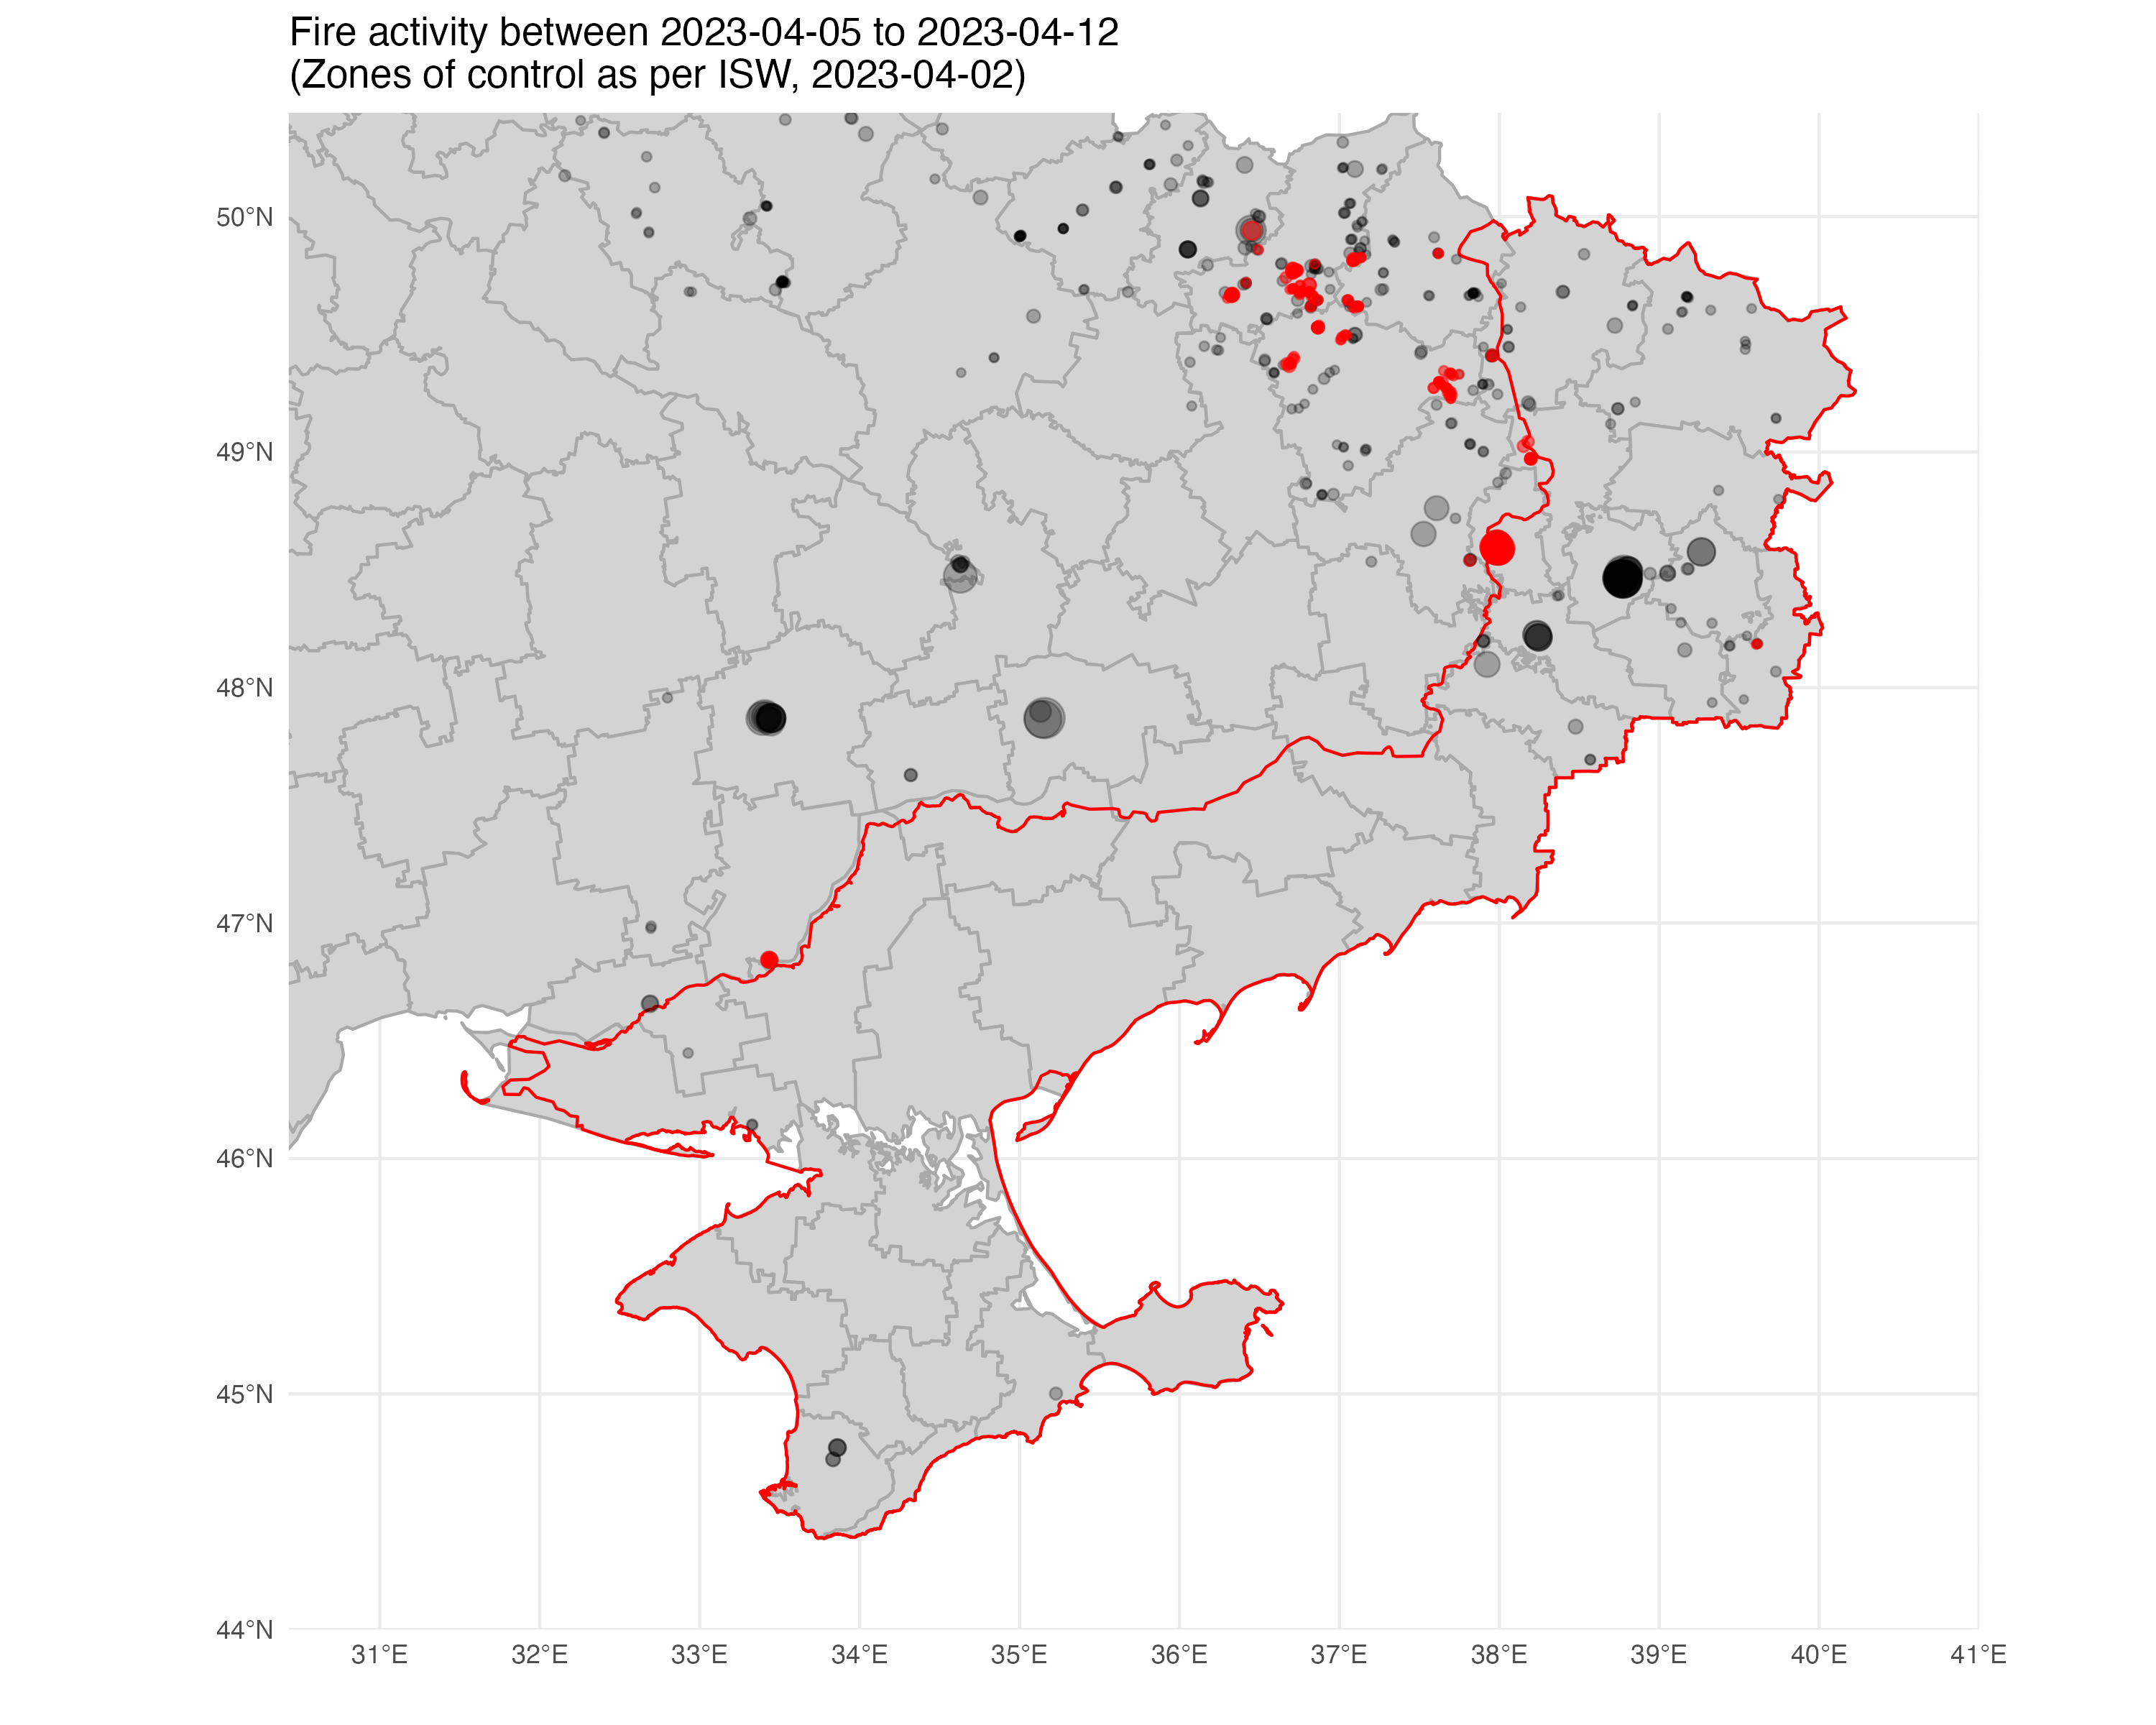 Fire activity between 2023-04-05 to 2023-04-12
(Zones of control as per ISW, 2023-04-02)
50°N
49°N
48°N
47°N
46°N
45°N
44°N
31°E 32°E 33°E 34°E 35°E 36°E 37°E 38°E 39°E 40°E 41°E